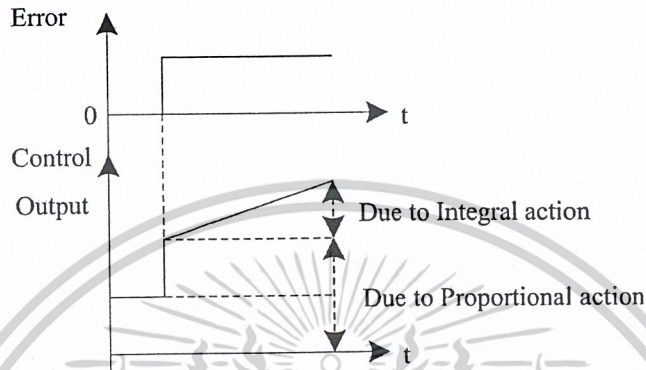 Error
0
t
Control
Output
Due to Integral action
Due to Proportional action
t